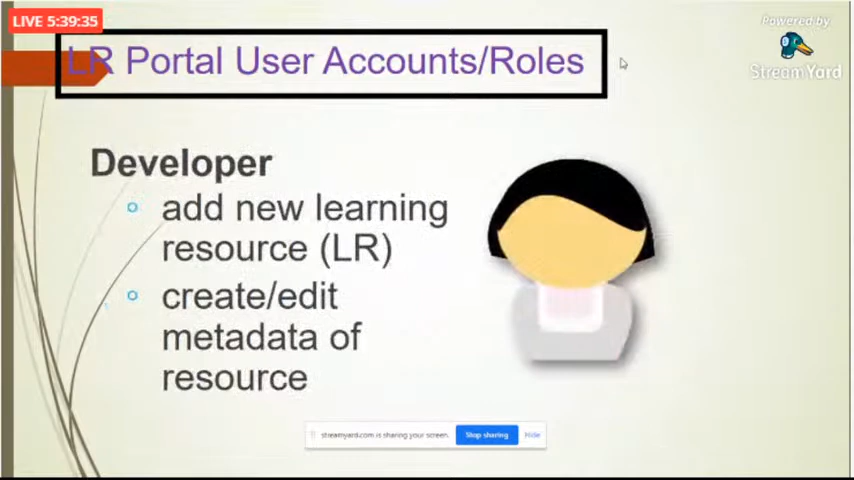 LIVE 5:39:35
Powered by
StreamYard
LR Portal User Accounts/Roles
Developer
add new learning
resource (LR)
create/edit
metadata of
resource
streamyard.com is sharing your screen.
Stop sharing
Hide